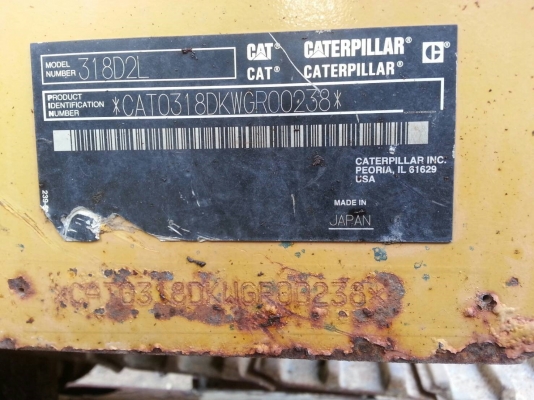 CAT CATERPILLAR C
CAT® CATERPILLAR®
MODEL NUMBER 318D2L
PRODUCT IDENTIFICATION NUMBER *CAT0318DKWGR00238*
CATERPILLAR INC.
PEORIA, IL 61629
USA
MADE IN
JAPAN
*CAT0318DKWGR00238*